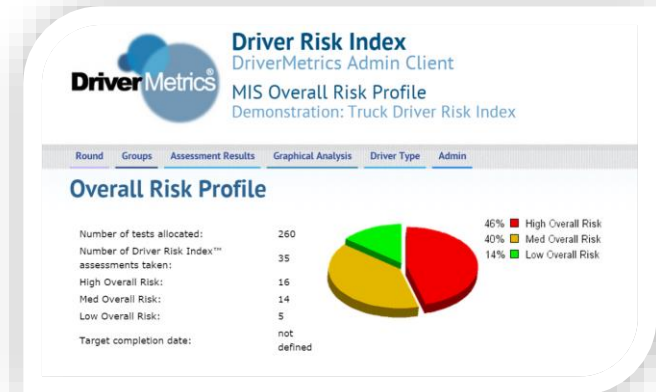 Driver Risk Index
DriverMetrics Admin Client
DriverMetrics®
MIS Overall Risk Profile
Demonstration: Truck Driver Risk Index
Round Groups Assessment Results Graphical Analysis Driver Type Admin
Overall Risk Profile
Number of tests allocated: 260
Number of Driver Risk Index™
assessments taken: 35
High Overall Risk: 16
Med Overall Risk: 14
Low Overall Risk: 5
Target completion date: not
defined
46% High Overall Risk
40% Med Overall Risk
14% Low Overall Risk